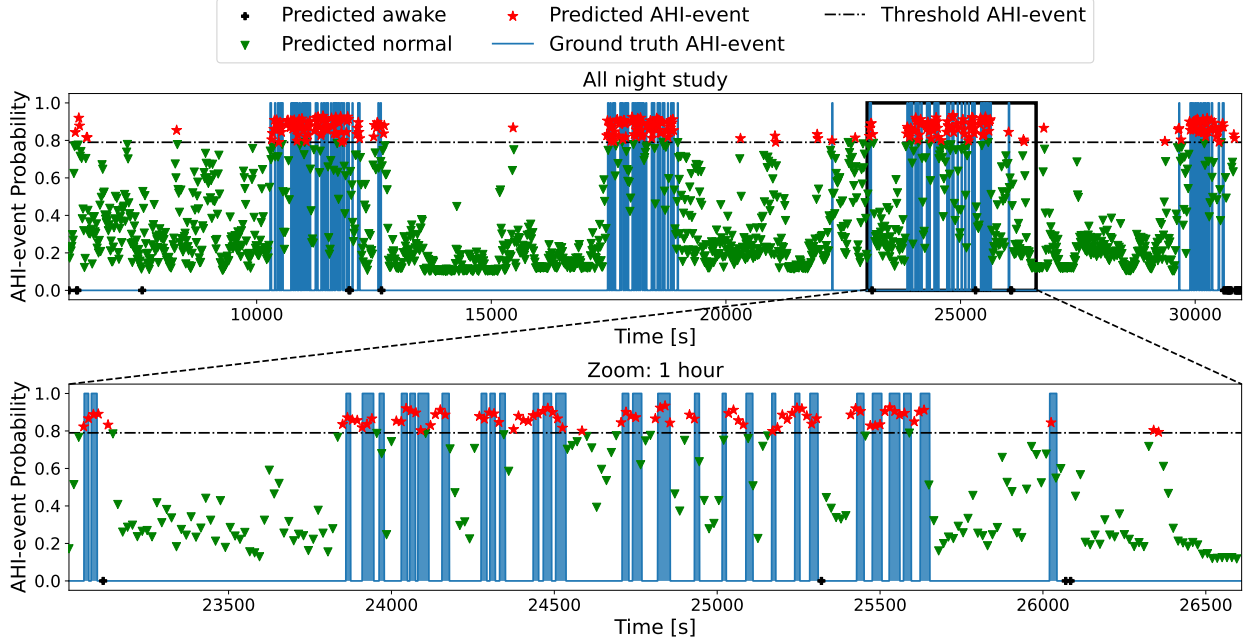 Predicted awake
Predicted AHI-event
Threshold AHI-event
Predicted normal
Ground truth AHI-event
All night study
AHI-event Probability
1.0
0.8
0.6
0.4
0.2
0.0
10000
15000
20000
25000
30000
Time [s]
Zoom: 1 hour
AHI-event Probability
1.0
0.8
0.6
0.4
0.2
0.0
23500
24000
24500
25000
25500
26000
26500
Time [s]